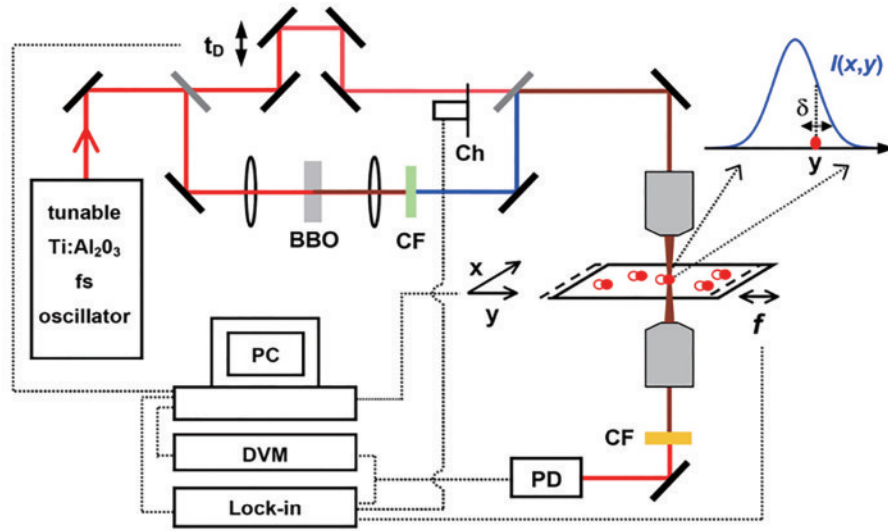 t_D
I(x,y)
δ
y
Ch
tunable
Ti:Al₂0₃
fs
oscillator
BBO
CF
x
y
f
PC
DVM
Lock-in
CF
PD